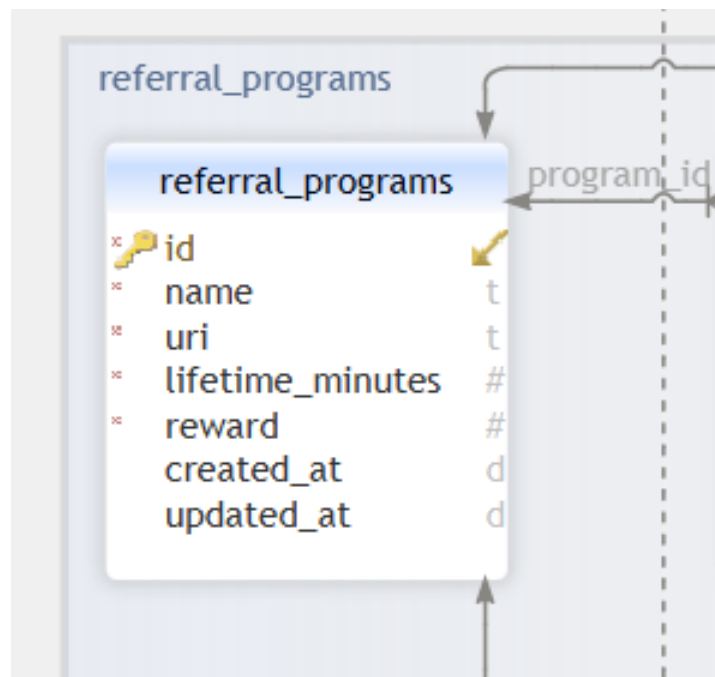 referral_programs
referral_programs
program_id
* id
* name t
* uri t
* lifetime_minutes #
* reward #
created_at d
updated_at d